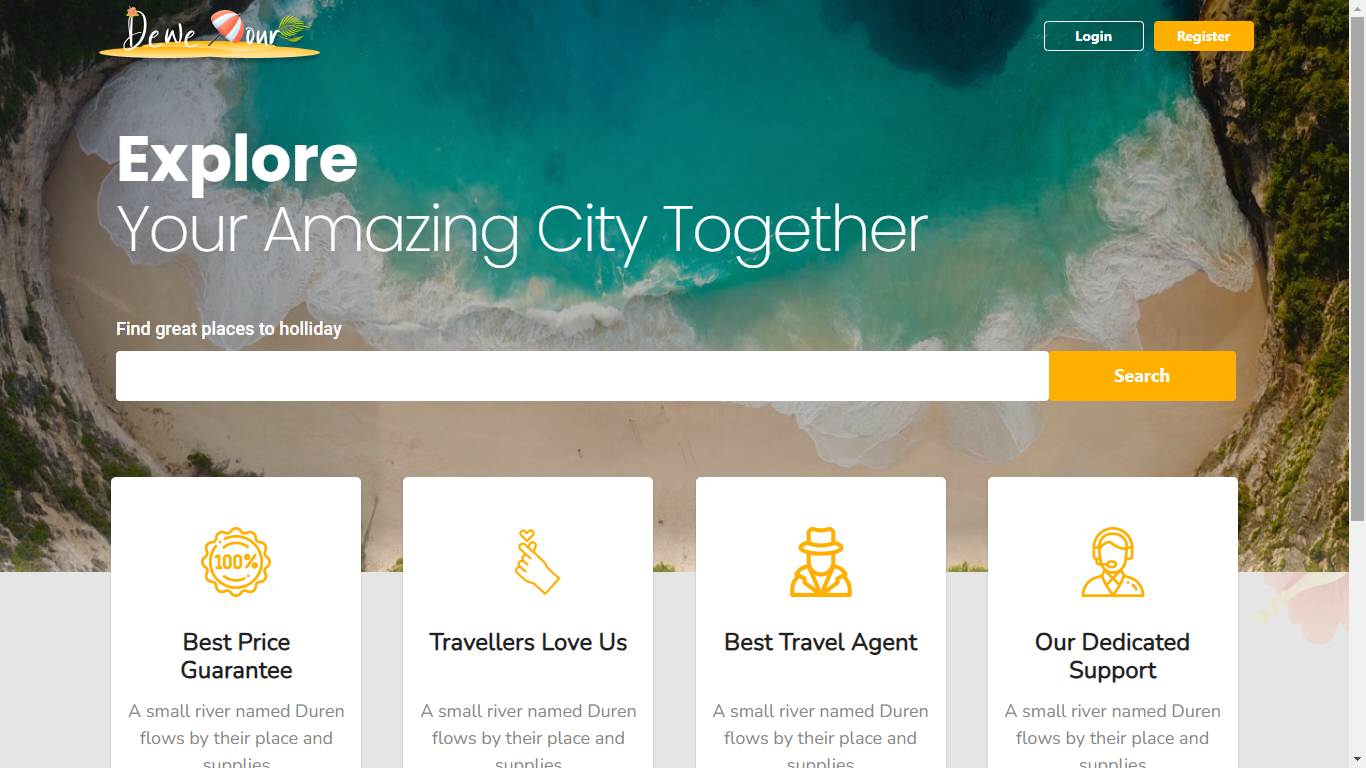 Dewe Tour
Login
Register
Explore
Your Amazing City Together
Find great places to holliday
Search
100%
Best Price
Guarantee
A small river named Duren
flows by their place and
supplies
Travellers Love Us
A small river named Duren
flows by their place and
supplies
Best Travel Agent
A small river named Duren
flows by their place and
supplies
Our Dedicated
Support
A small river named Duren
flows by their place and
supplies